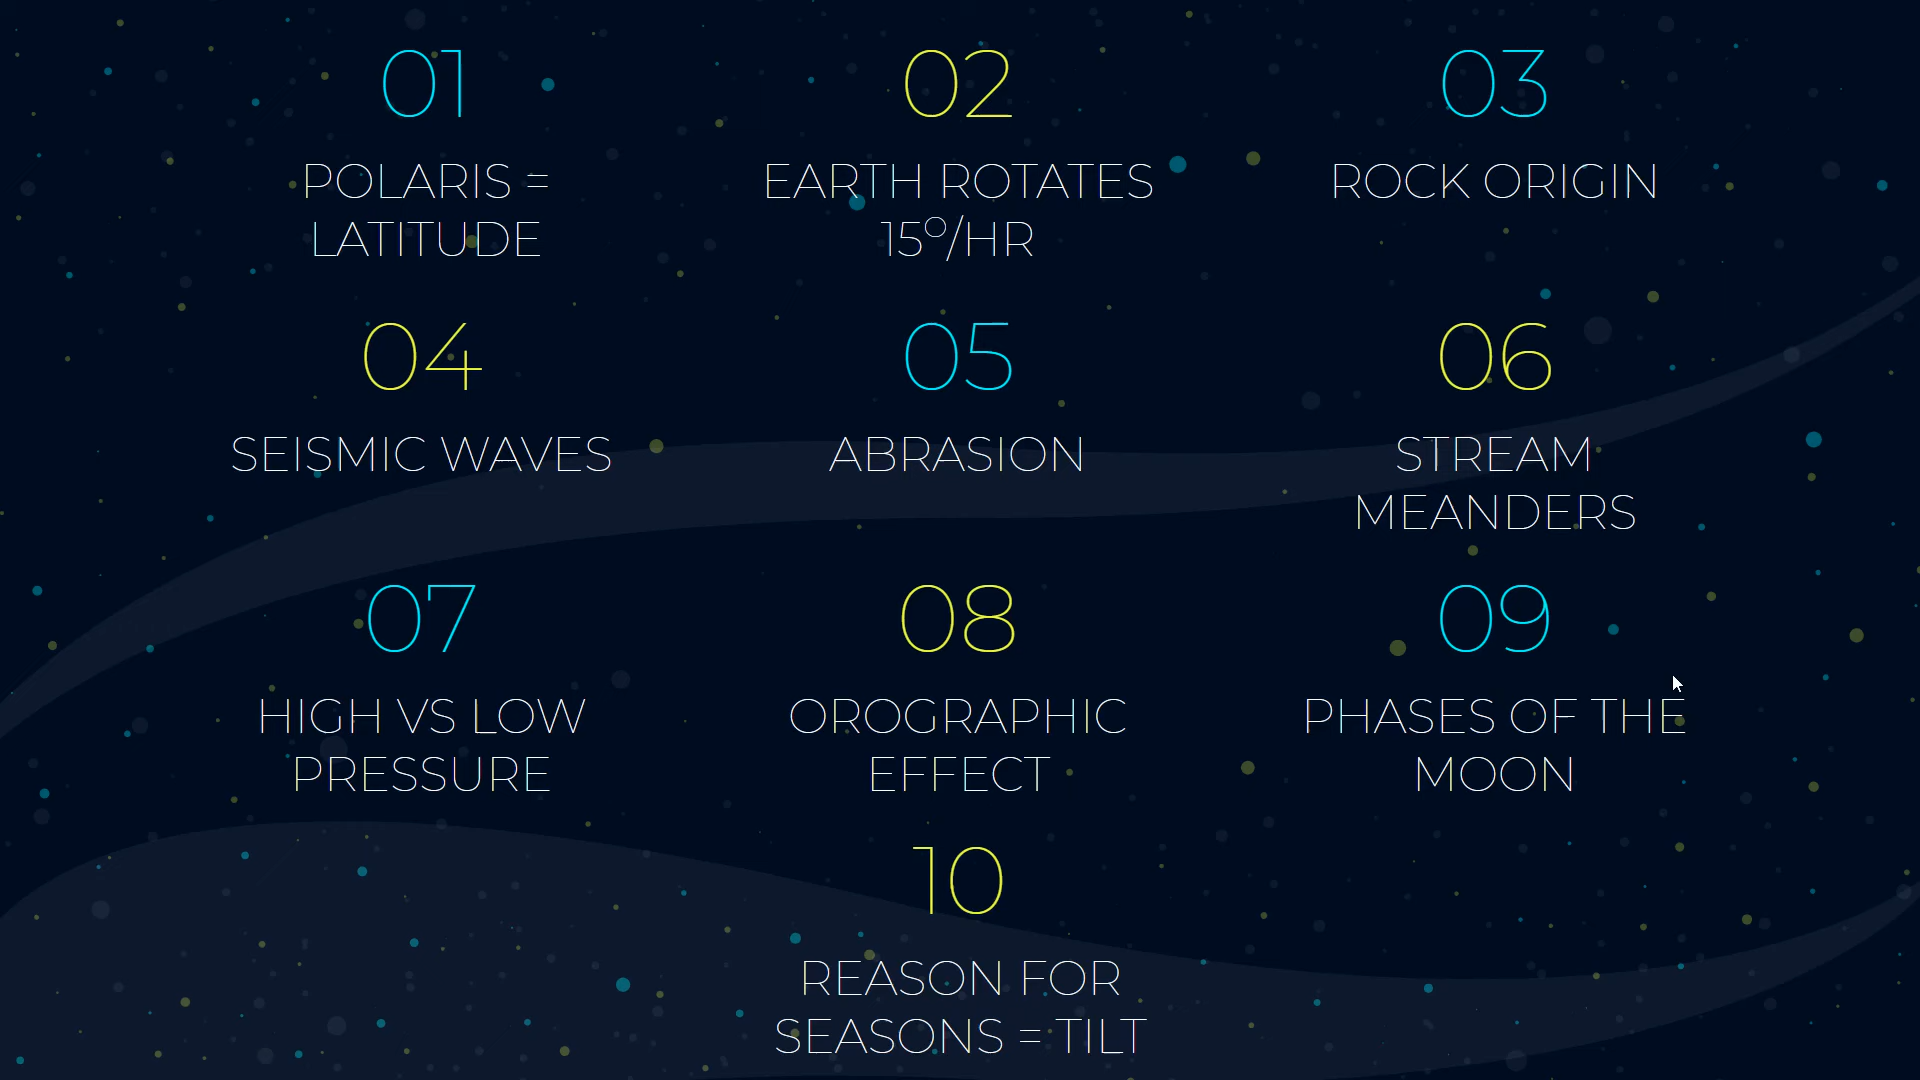 01
POLARIS =
LATITUDE
02
EARTH ROTATES
15°/HR
03
ROCK ORIGIN
04
SEISMIC WAVES
05
ABRASION
06
STREAM
MEANDERS
07
HIGH VS LOW
PRESSURE
08
OROGRAPHIC
EFFECT
09
PHASES OF THE
MOON
10
REASON FOR
SEASONS = TILT